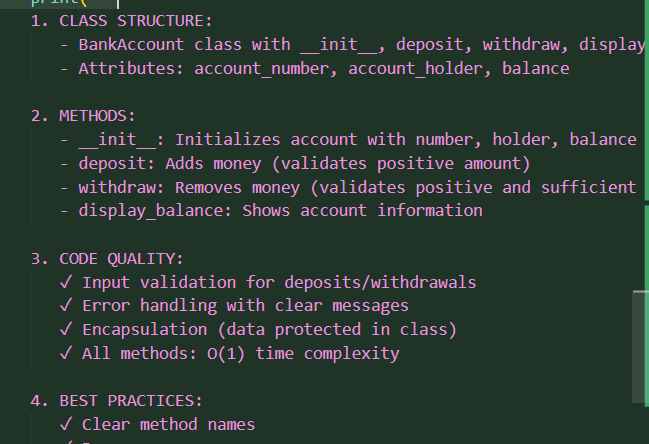 print(
1. CLASS STRUCTURE:
- BankAccount class with __init__, deposit, withdraw, display
- Attributes: account_number, account_holder, balance
2. METHODS:
- __init__: Initializes account with number, holder, balance
- deposit: Adds money (validates positive amount)
- withdraw: Removes money (validates positive and sufficient
- display_balance: Shows account information
3. CODE QUALITY:
✓ Input validation for deposits/withdrawals
✓ Error handling with clear messages
✓ Encapsulation (data protected in class)
✓ All methods: O(1) time complexity
4. BEST PRACTICES:
✓ Clear method names